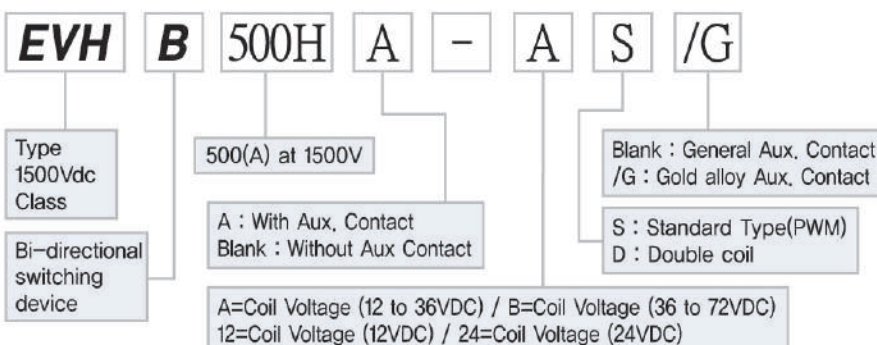 EVH B 500H A - A S /G
Type
1500Vdc
Class
500(A) at 1500V
Blank : General Aux. Contact
/G : Gold alloy Aux. Contact
A : With Aux. Contact
Blank : Without Aux Contact
S : Standard Type(PWM)
D : Double coil
Bi-directional
switching
device
A=Coil Voltage (12 to 36VDC) / B=Coil Voltage (36 to 72VDC)
12=Coil Voltage (12VDC) / 24=Coil Voltage (24VDC)